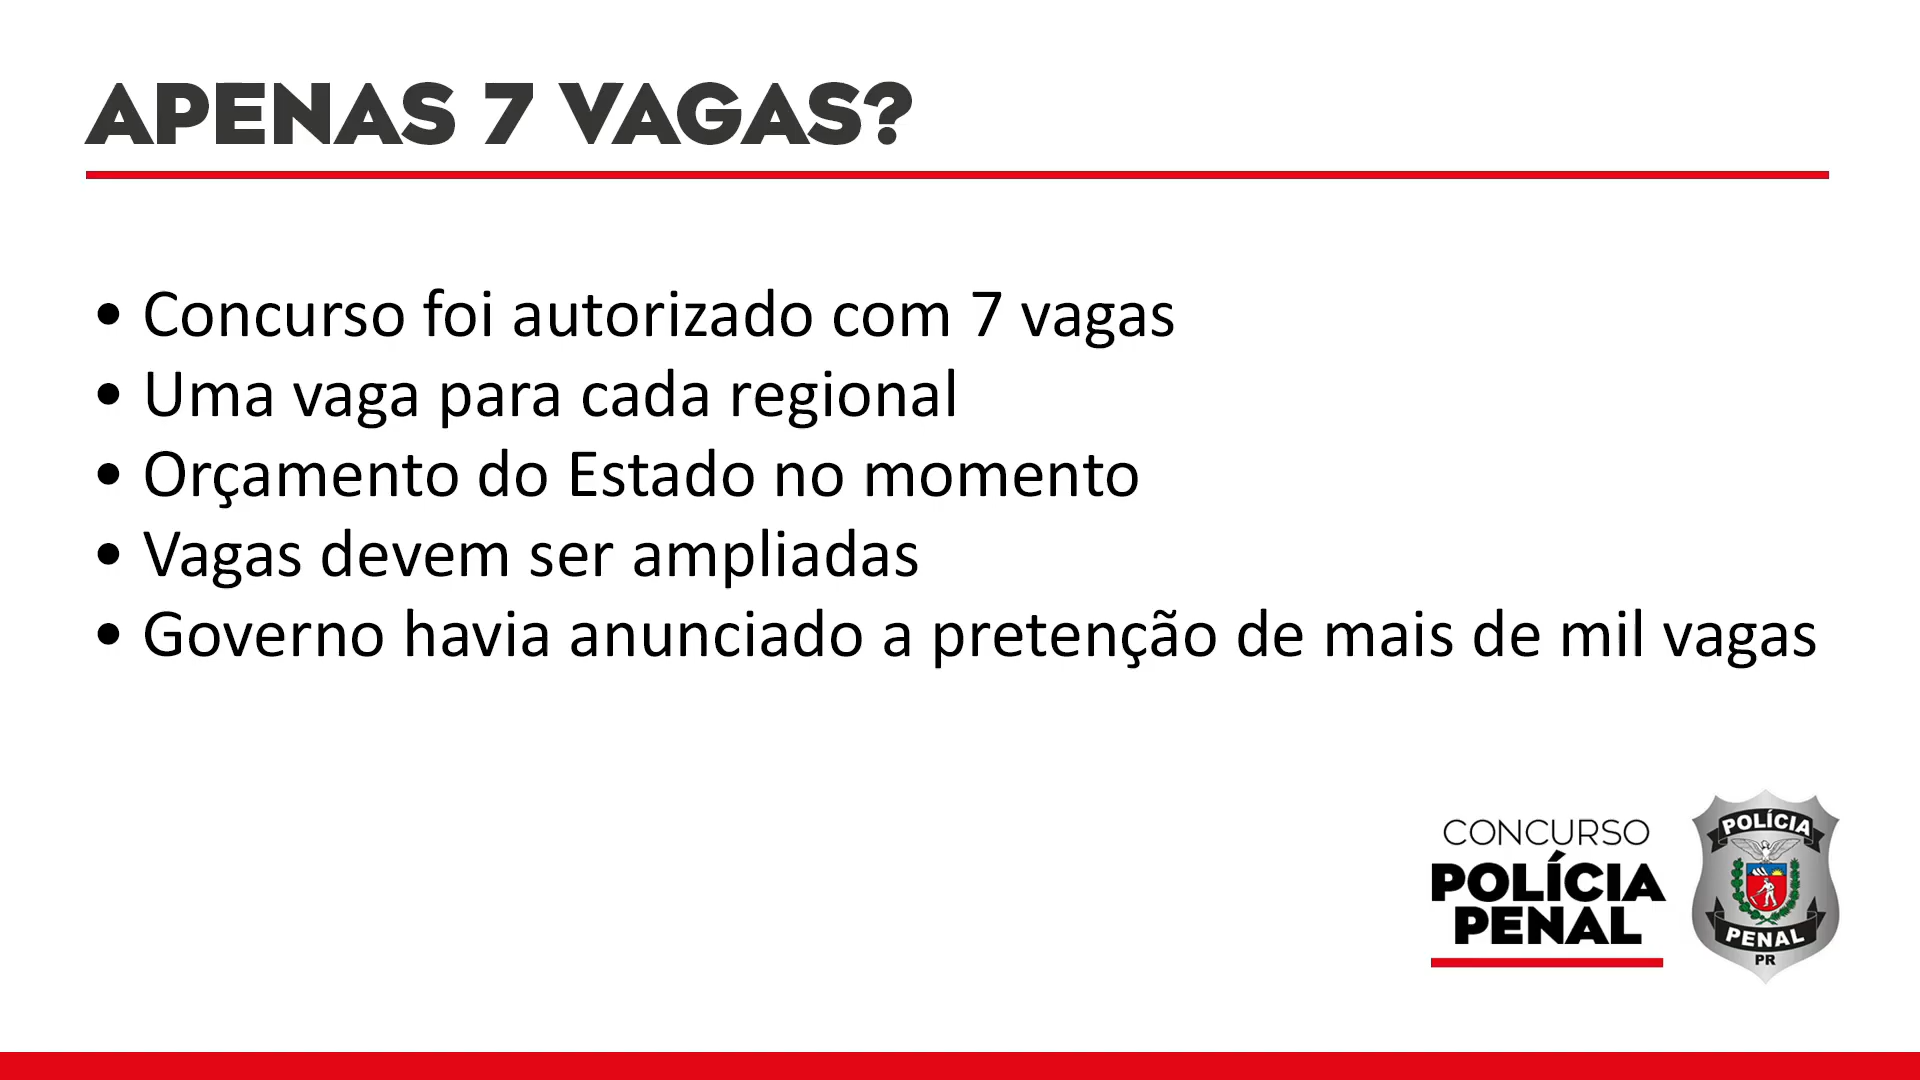 APENAS 7 VAGAS?
• Concurso foi autorizado com 7 vagas
• Uma vaga para cada regional
• Orçamento do Estado no momento
• Vagas devem ser ampliadas
• Governo havia anunciado a pretenção de mais de mil vagas
CONCURSO
POLÍCIA
PENAL
POLÍCIA
PENAL
PR